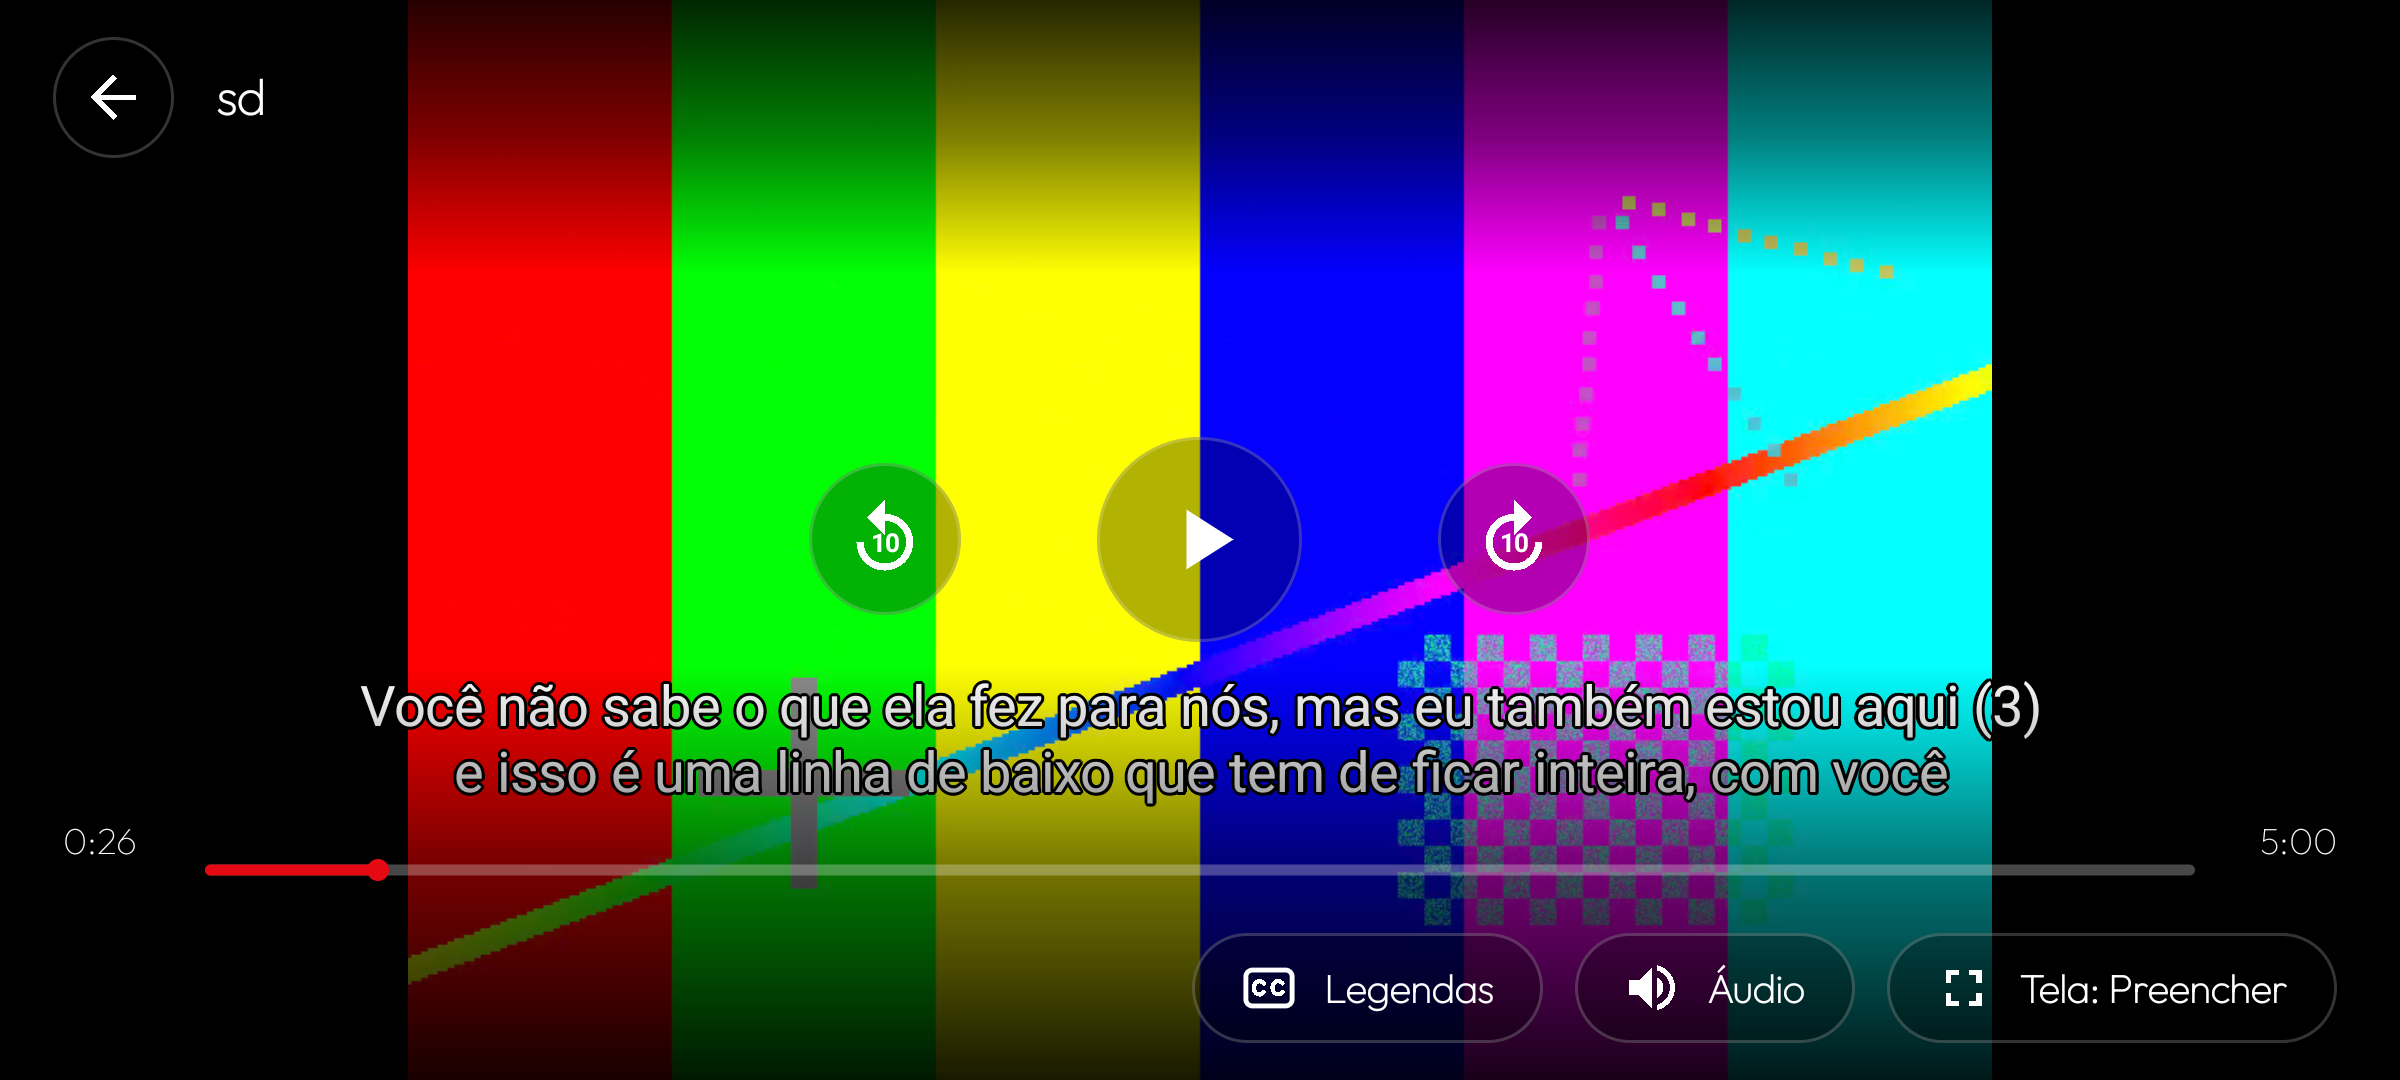 sd
10
10
Você não sabe o que ela fez para nós, mas eu também estou aqui (3)
e isso é uma linha de baixo que tem de ficar inteira, com você
0:26
5:00
CC Legendas
Áudio
Tela: Preencher